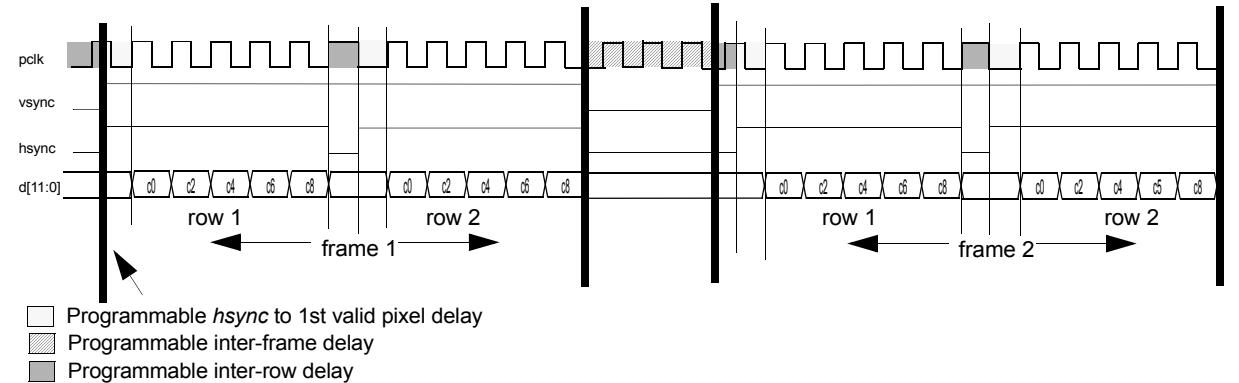 pclk
vsync
hsync
d[11:0]
c0 c2 c4 c6 c8 c0 c2 c4 c6 c8 c0 c2 c4 c6 c8 c0 c2 c4 c5 c8
row 1 row 2 row 1 row 2
frame 1 frame 2
Programmable hsync to 1st valid pixel delay
Programmable inter-frame delay
Programmable inter-row delay